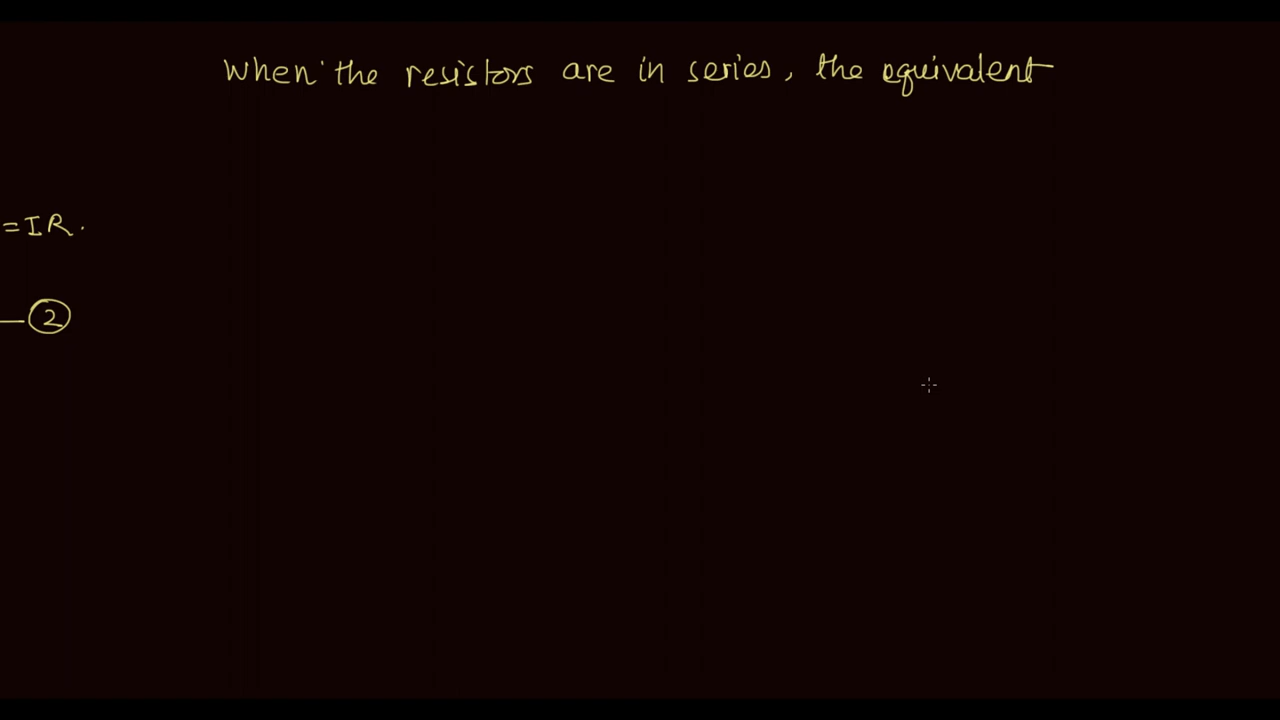 When the resistors are in series, the equivalent
=IR.
—②